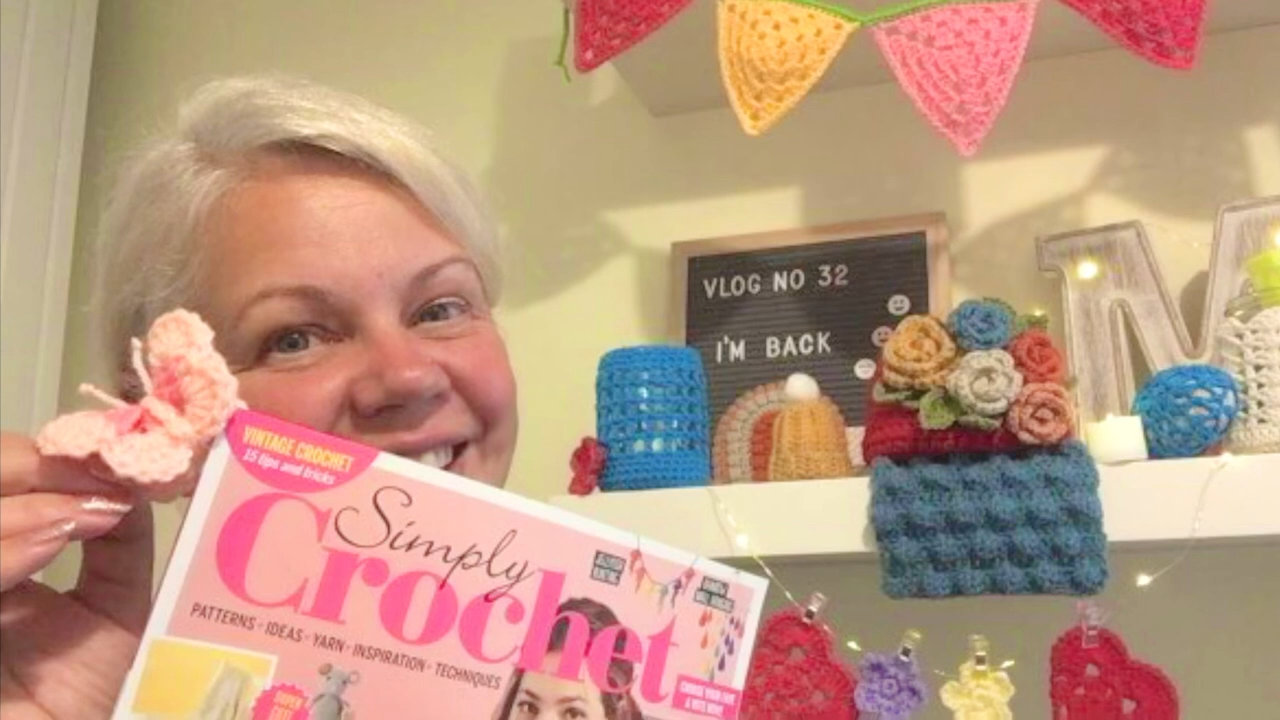 VLOG NO 32
I'M BACK
M
VINTAGE CROCHET
15 tips and tricks
Simply
Crochet
PATTERNS · IDEAS · YARN · INSPIRATION · TECHNIQUES